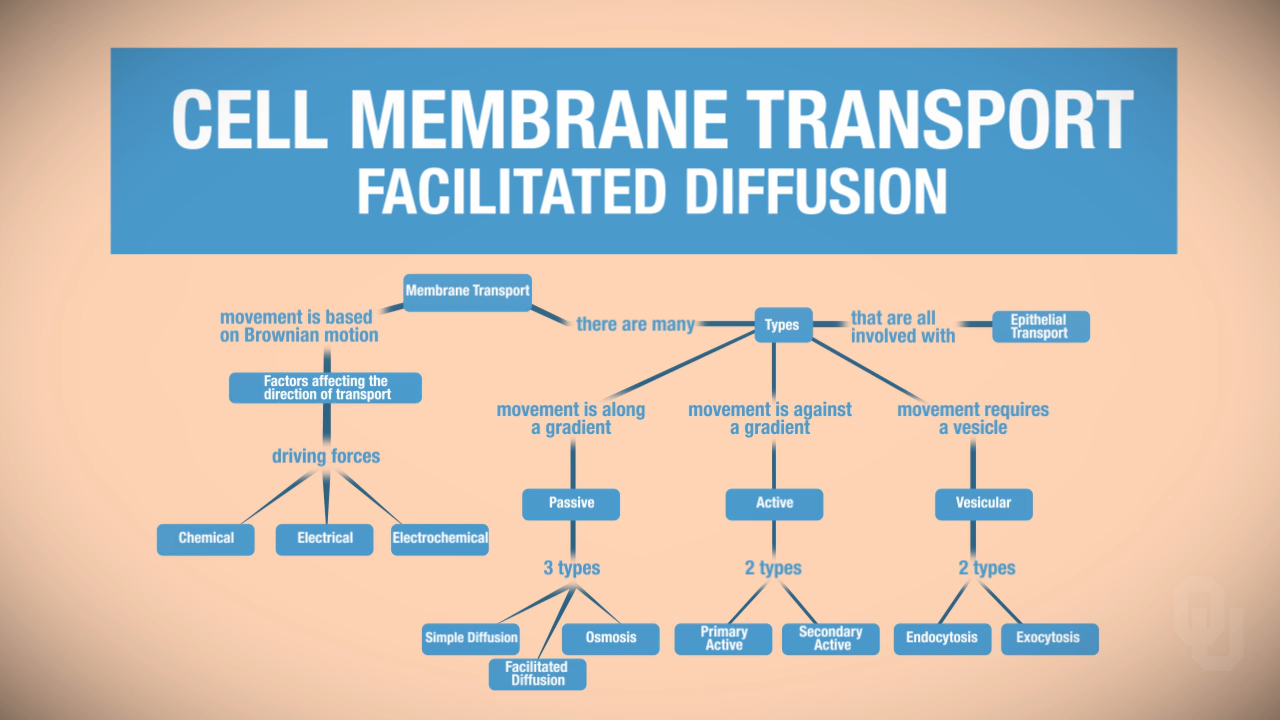 CELL MEMBRANE TRANSPORT
FACILITATED DIFFUSION
Membrane Transport
movement is based
on Brownian motion
there are many
Types
that are all
involved with
Epithelial
Transport
Factors affecting the
direction of transport
movement is along
a gradient
movement is against
a gradient
movement requires
a vesicle
driving forces
Passive
Active
Vesicular
Chemical
Electrical
Electrochemical
3 types
2 types
2 types
Simple Diffusion
Osmosis
Primary
Active
Secondary
Active
Endocytosis
Exocytosis
Facilitated
Diffusion
OU